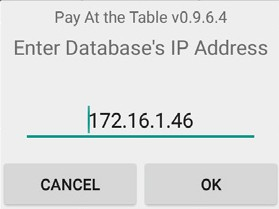 Pay At the Table v0.9.6.4
Enter Database's IP Address
172.16.1.46
CANCEL OK